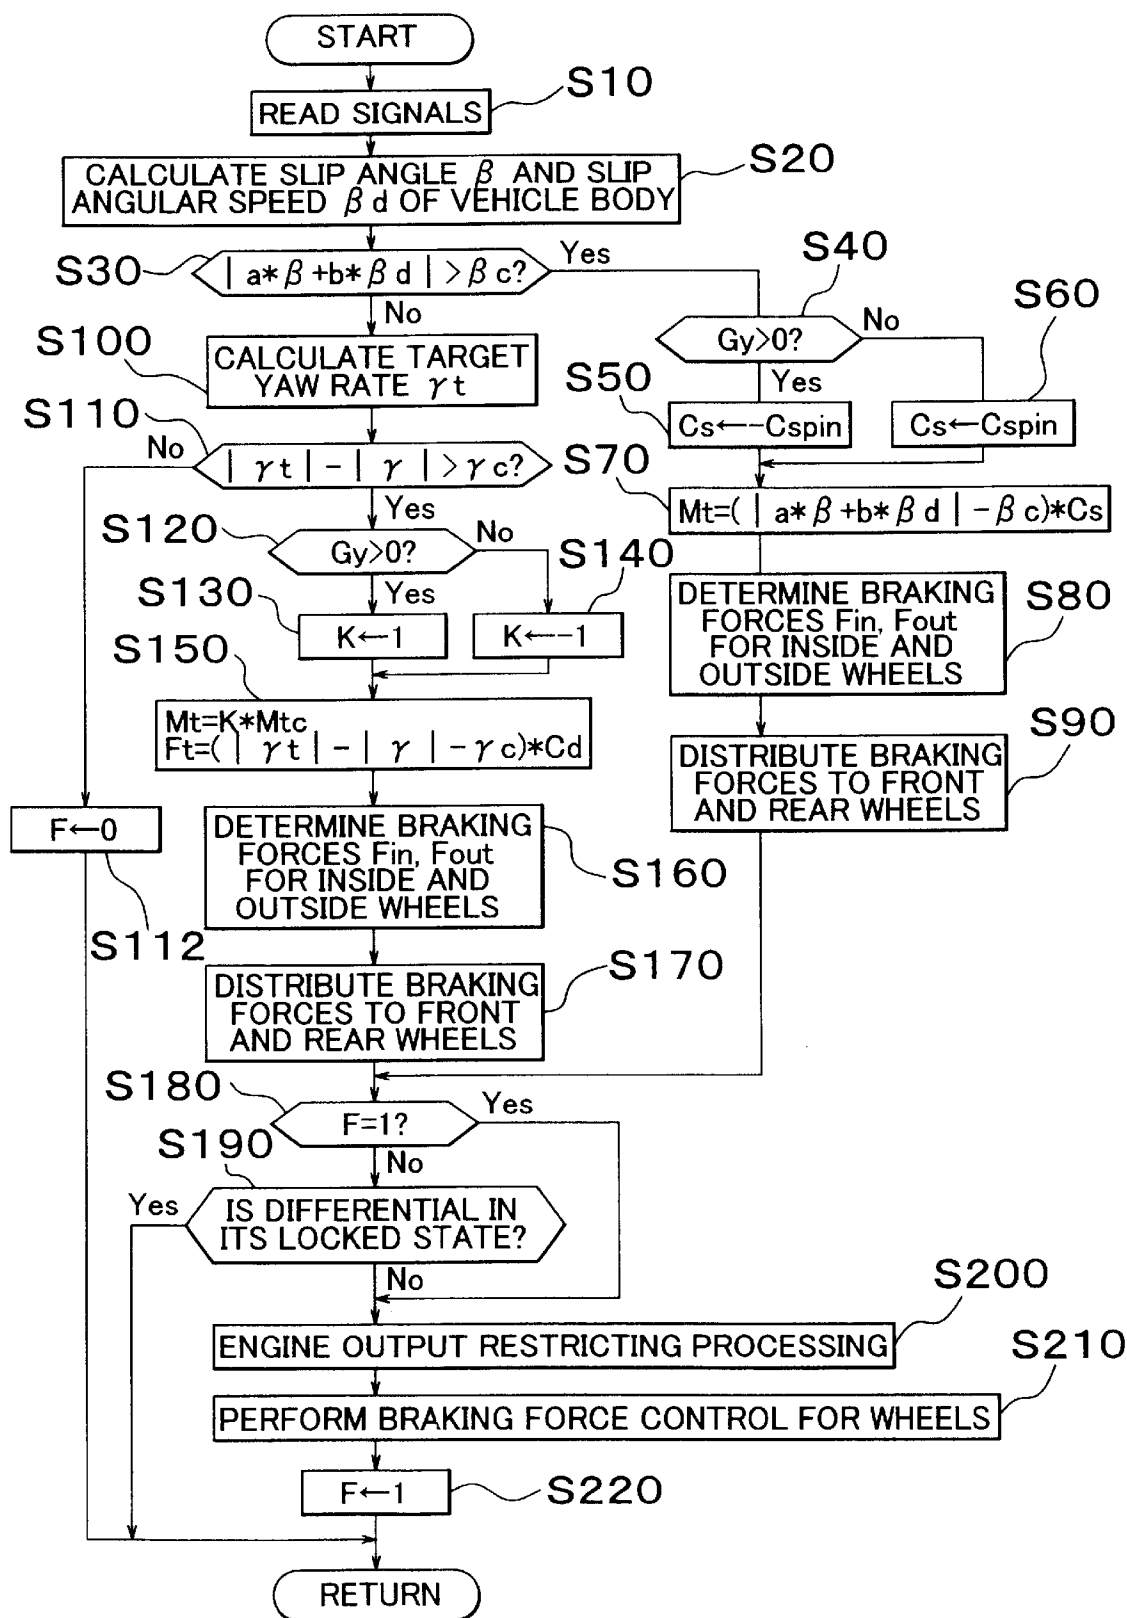 START
S10
READ SIGNALS
S20
CALCULATE SLIP ANGLE β AND SLIP
ANGULAR SPEED βd OF VEHICLE BODY
S30
| a*β+b*βd | >βc?
Yes
No
S40
Gy>0?
No
Yes
S60
S50
Cs←-Cspin
Cs←Cspin
S100
CALCULATE TARGET
YAW RATE γt
S110
| γt | - | γ | >γc?
No
Yes
S70
Mt=( | a*β+b*βd | -βc)*Cs
S120
Gy>0?
No
Yes
S130
K←1
S140
K←-1
S80
DETERMINE BRAKING
FORCES Fin, Fout
FOR INSIDE AND
OUTSIDE WHEELS
S150
Mt=K*Mtc
Ft=( | γt | - | γ | -γc)*Cd
S90
DISTRIBUTE BRAKING
FORCES TO FRONT
AND REAR WHEELS
F←0
S112
S160
DETERMINE BRAKING
FORCES Fin, Fout
FOR INSIDE AND
OUTSIDE WHEELS
S170
DISTRIBUTE BRAKING
FORCES TO FRONT
AND REAR WHEELS
S180
F=1?
Yes
No
S190
IS DIFFERENTIAL IN
ITS LOCKED STATE?
Yes
No
S200
ENGINE OUTPUT RESTRICTING PROCESSING
S210
PERFORM BRAKING FORCE CONTROL FOR WHEELS
F←1
S220
RETURN